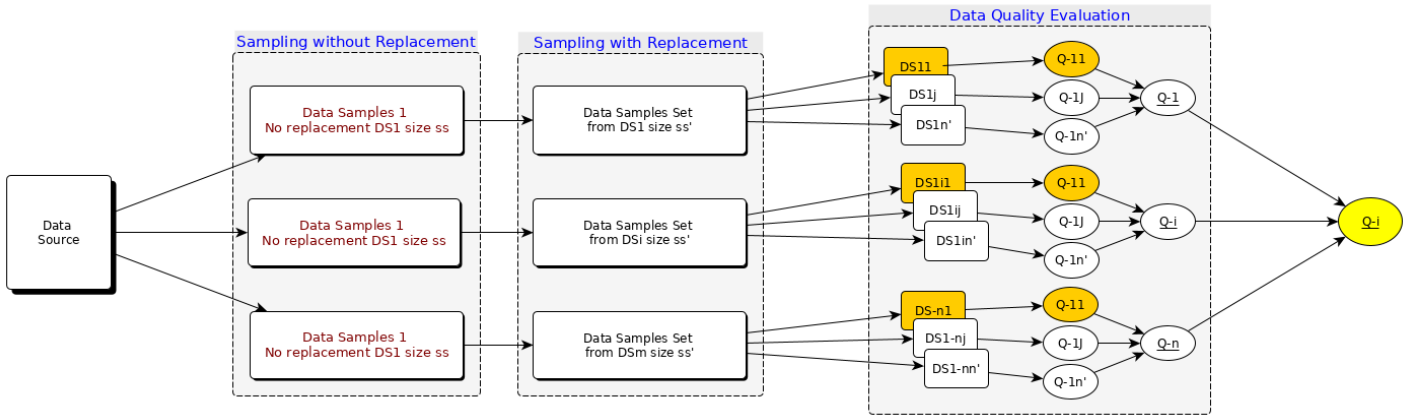 Data Quality Evaluation
Sampling without Replacement
Sampling with Replacement
Data
Source
Data Samples 1
No replacement DS1 size ss
Data Samples Set
from DS1 size ss'
DS11
DS1j
DS1n'
Q-11
Q-1J
Q-1n'
Q-1
Data Samples 1
No replacement DS1 size ss
Data Samples Set
from DSi size ss'
DS1i1
DS1ij
DS1in'
Q-11
Q-1J
Q-1n'
Q-i
Q-i
Data Samples 1
No replacement DS1 size ss
Data Samples Set
from DSm size ss'
DS-n1
DS1-nj
DS1-nn'
Q-11
Q-1J
Q-1n'
Q-n